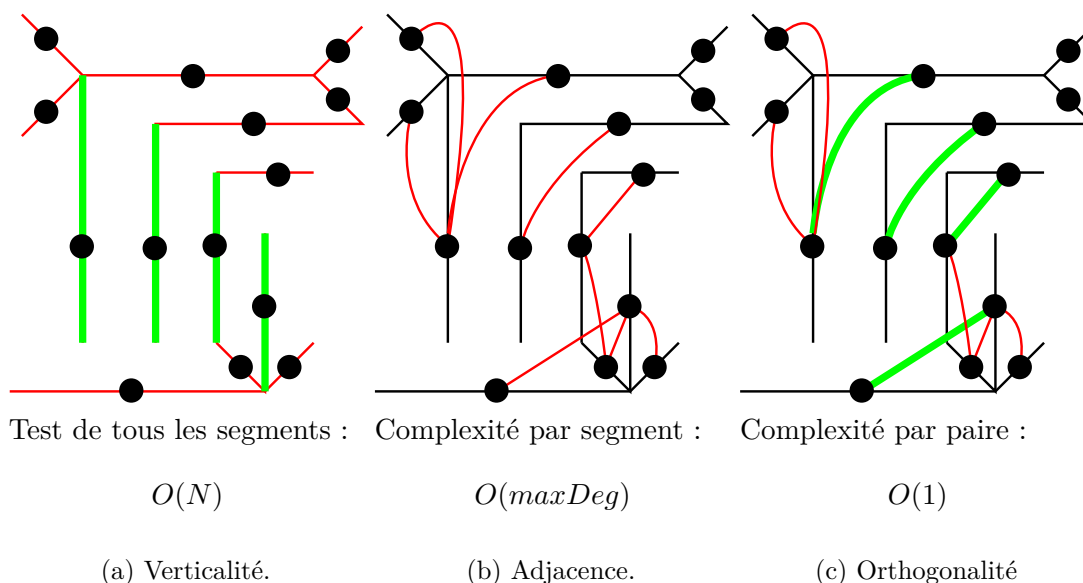 Test de tous les segments : Complexité par segment : Complexité par paire :
O(N) O(maxDeg) O(1)
(a) Verticalité. (b) Adjacence. (c) Orthogonalité